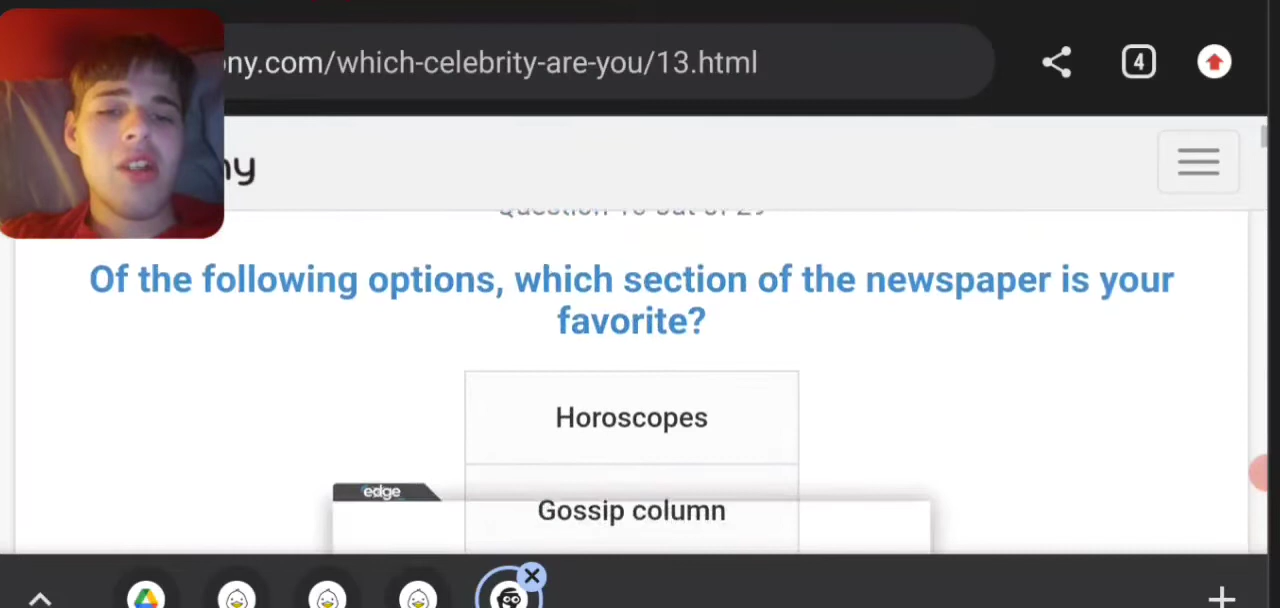 ny.com/which-celebrity-are-you/13.html
4
ny
Of the following options, which section of the newspaper is your
favorite?
Horoscopes
edge
Gossip column